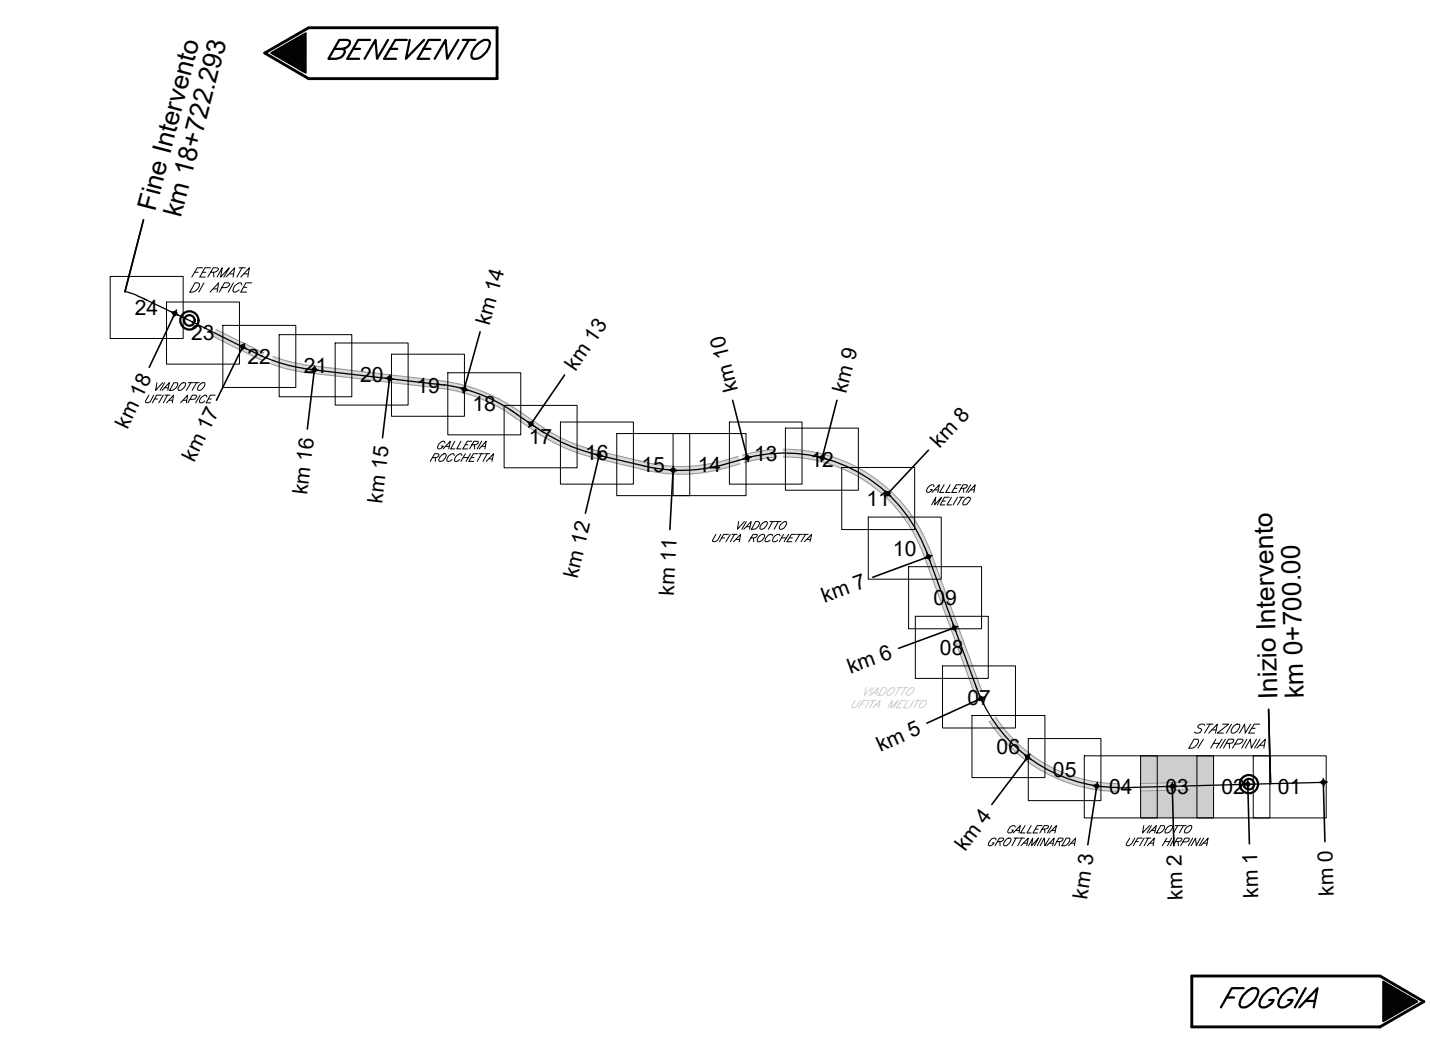 BENEVENTO
Fine Intervento
km 18+722.293
FERMATA
DI APICE
24
23
22
21
20
19
18
17
16
15
14
13
12
11
10
09
08
07
06
05
04
03
02
01
km 18
VIADOTTO
UFITA APICE
km 17
km 16
km 15
km 14
GALLERIA
ROCCHETTA
km 13
km 12
km 11
km 10
VIADOTTO
UFITA ROCCHETTA
km 9
km 8
GALLERIA
MELITO
km 7
km 6
VIADOTTO
UFITA MELITO
km 5
km 4
GALLERIA
GROTTAMINARDA
km 3
VIADOTTO
UFITA HIRPINIA
km 2
STAZIONE
DI HIRPINIA
km 1
Inizio Intervento
km 0+700.00
km 0
FOGGIA